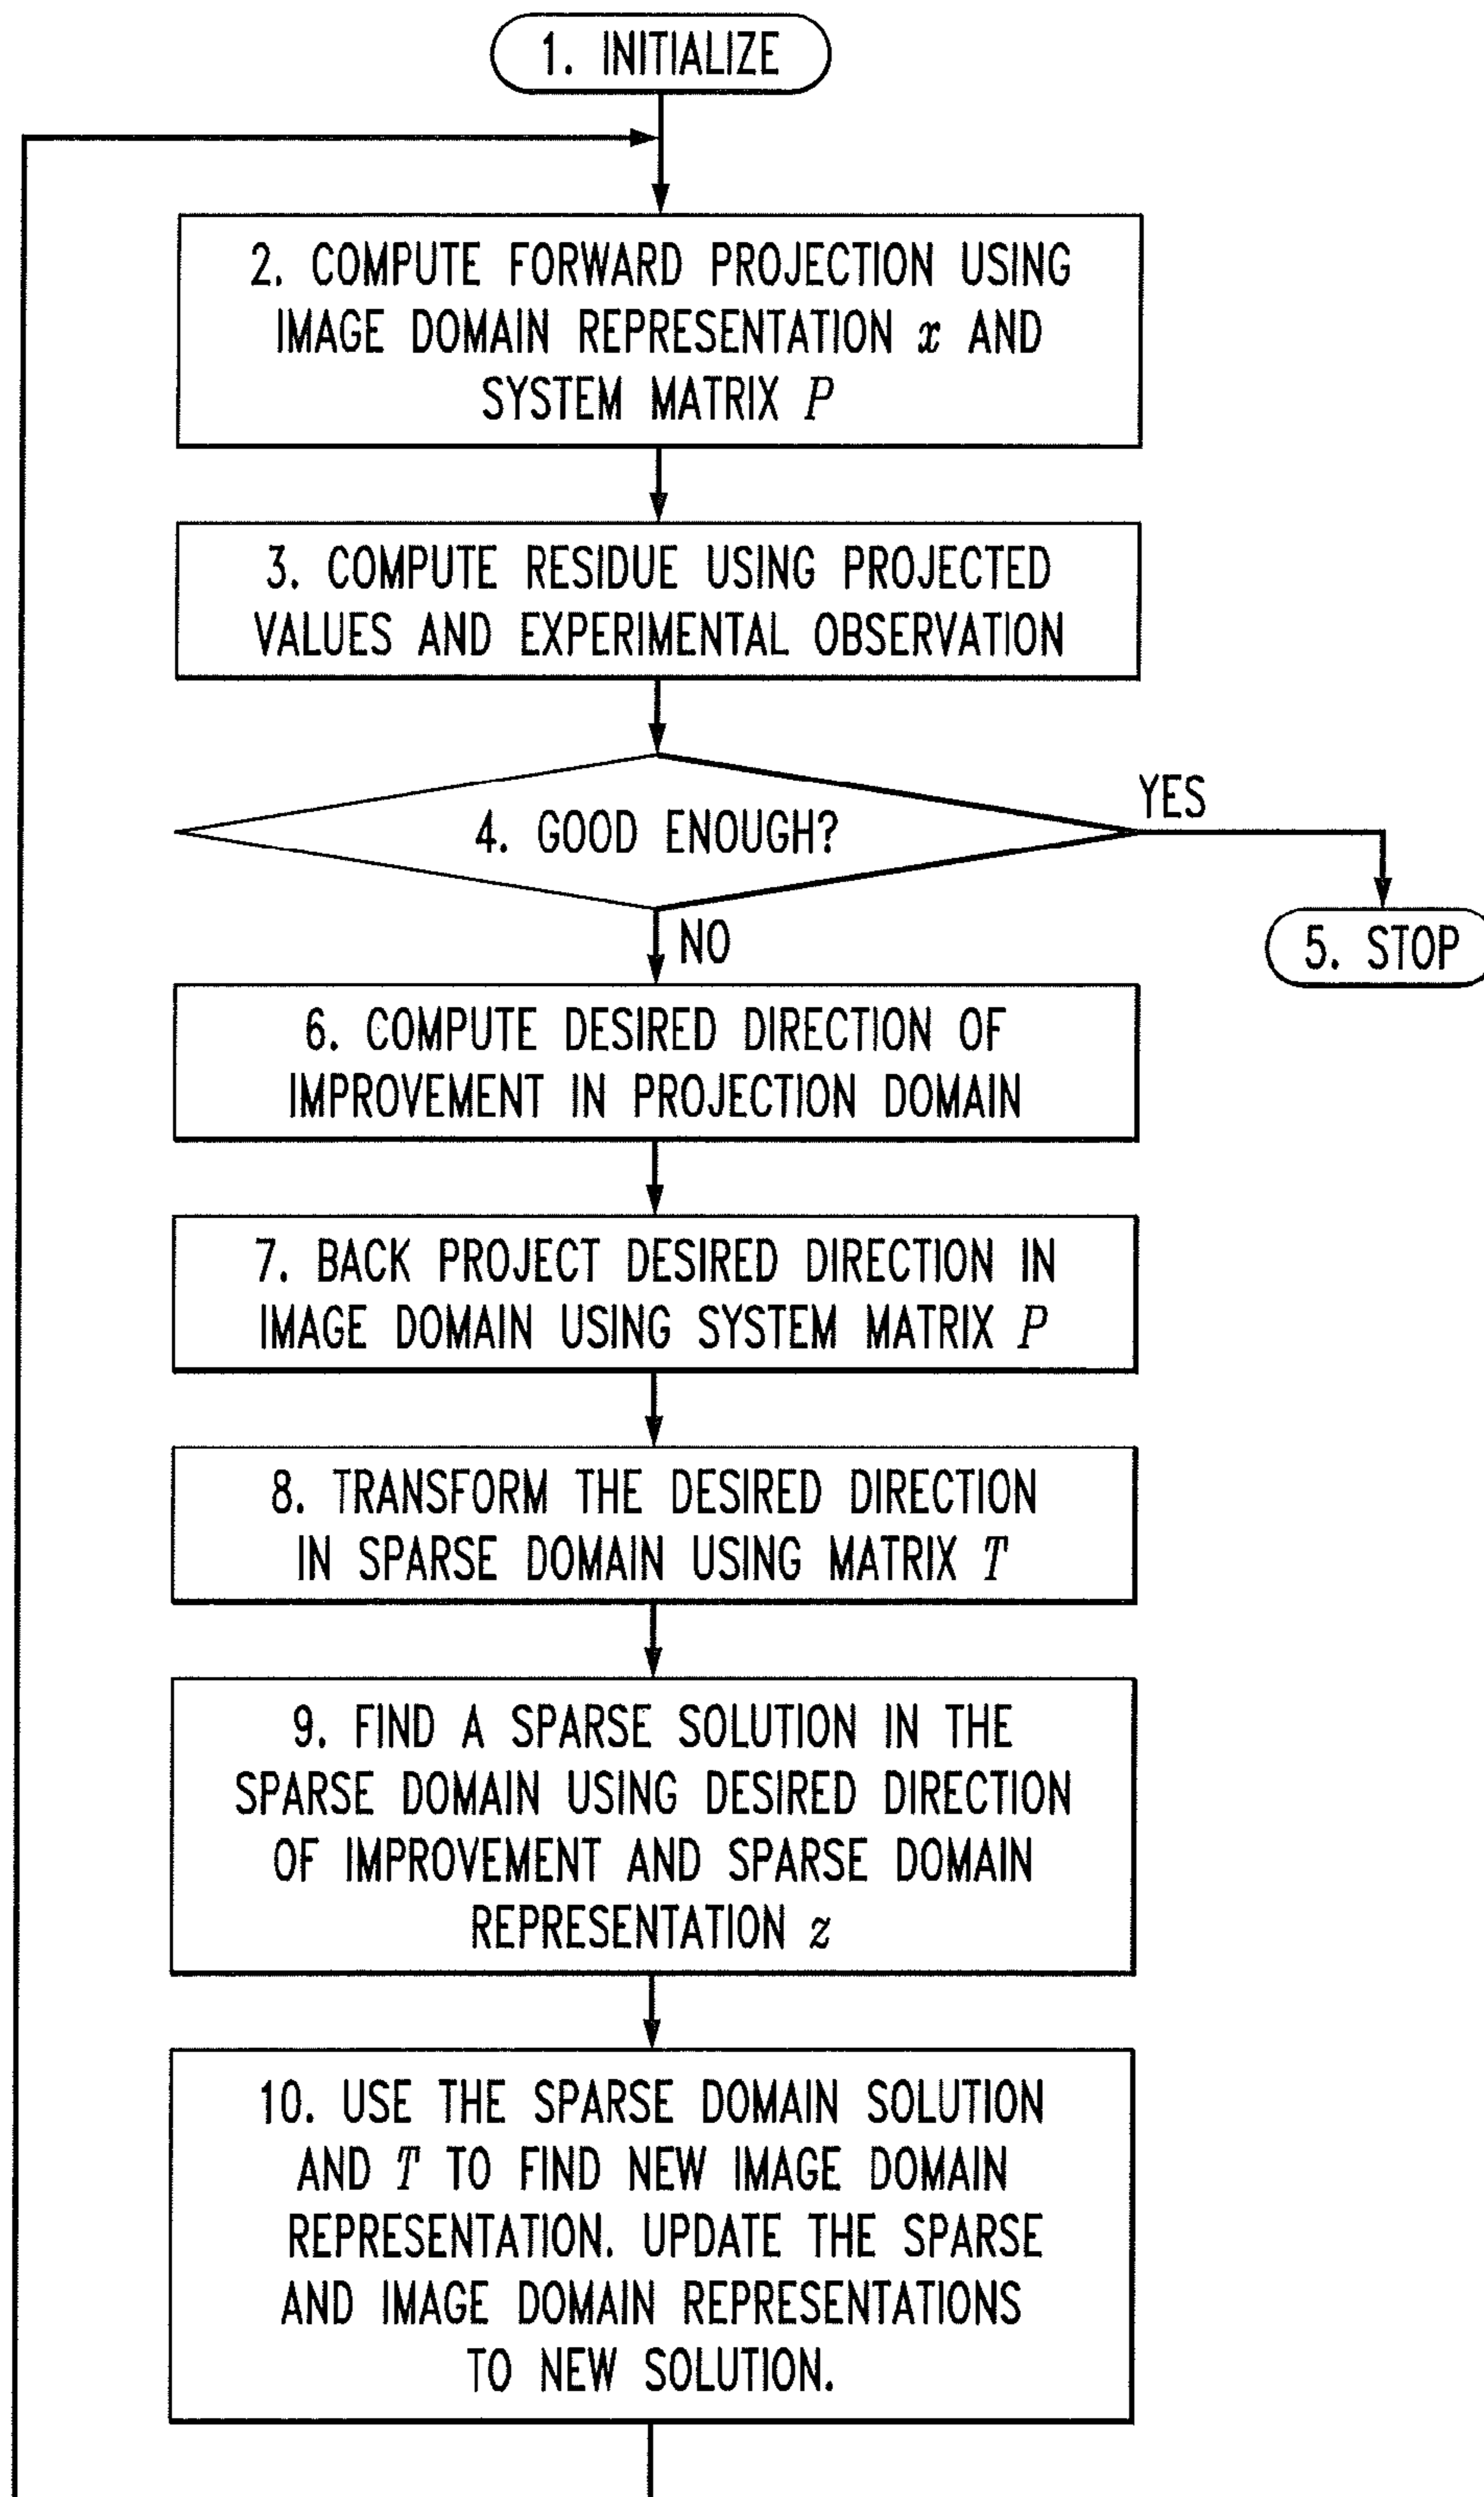 1. INITIALIZE
2. COMPUTE FORWARD PROJECTION USING
IMAGE DOMAIN REPRESENTATION x AND
SYSTEM MATRIX P
3. COMPUTE RESIDUE USING PROJECTED
VALUES AND EXPERIMENTAL OBSERVATION
4. GOOD ENOUGH?
YES
NO
5. STOP
6. COMPUTE DESIRED DIRECTION OF
IMPROVEMENT IN PROJECTION DOMAIN
7. BACK PROJECT DESIRED DIRECTION IN
IMAGE DOMAIN USING SYSTEM MATRIX P
8. TRANSFORM THE DESIRED DIRECTION
IN SPARSE DOMAIN USING MATRIX T
9. FIND A SPARSE SOLUTION IN THE
SPARSE DOMAIN USING DESIRED DIRECTION
OF IMPROVEMENT AND SPARSE DOMAIN
REPRESENTATION z
10. USE THE SPARSE DOMAIN SOLUTION
AND T TO FIND NEW IMAGE DOMAIN
REPRESENTATION. UPDATE THE SPARSE
AND IMAGE DOMAIN REPRESENTATIONS
TO NEW SOLUTION.